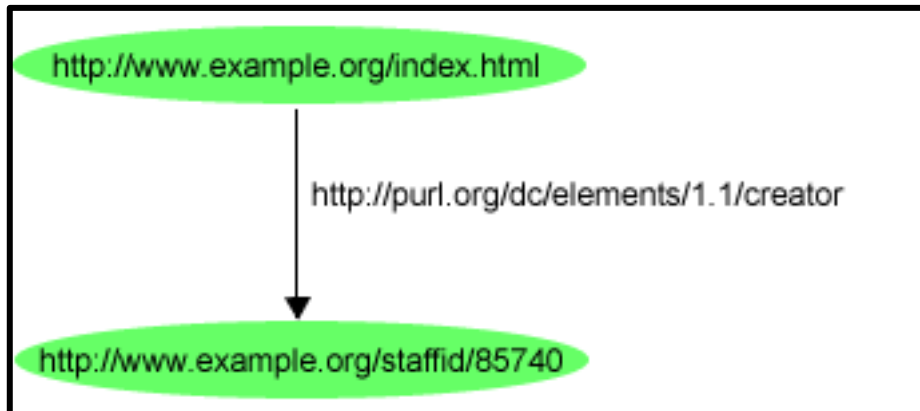 http://www.example.org/index.html
http://purl.org/dc/elements/1.1/creator
http://www.example.org/staffid/85740